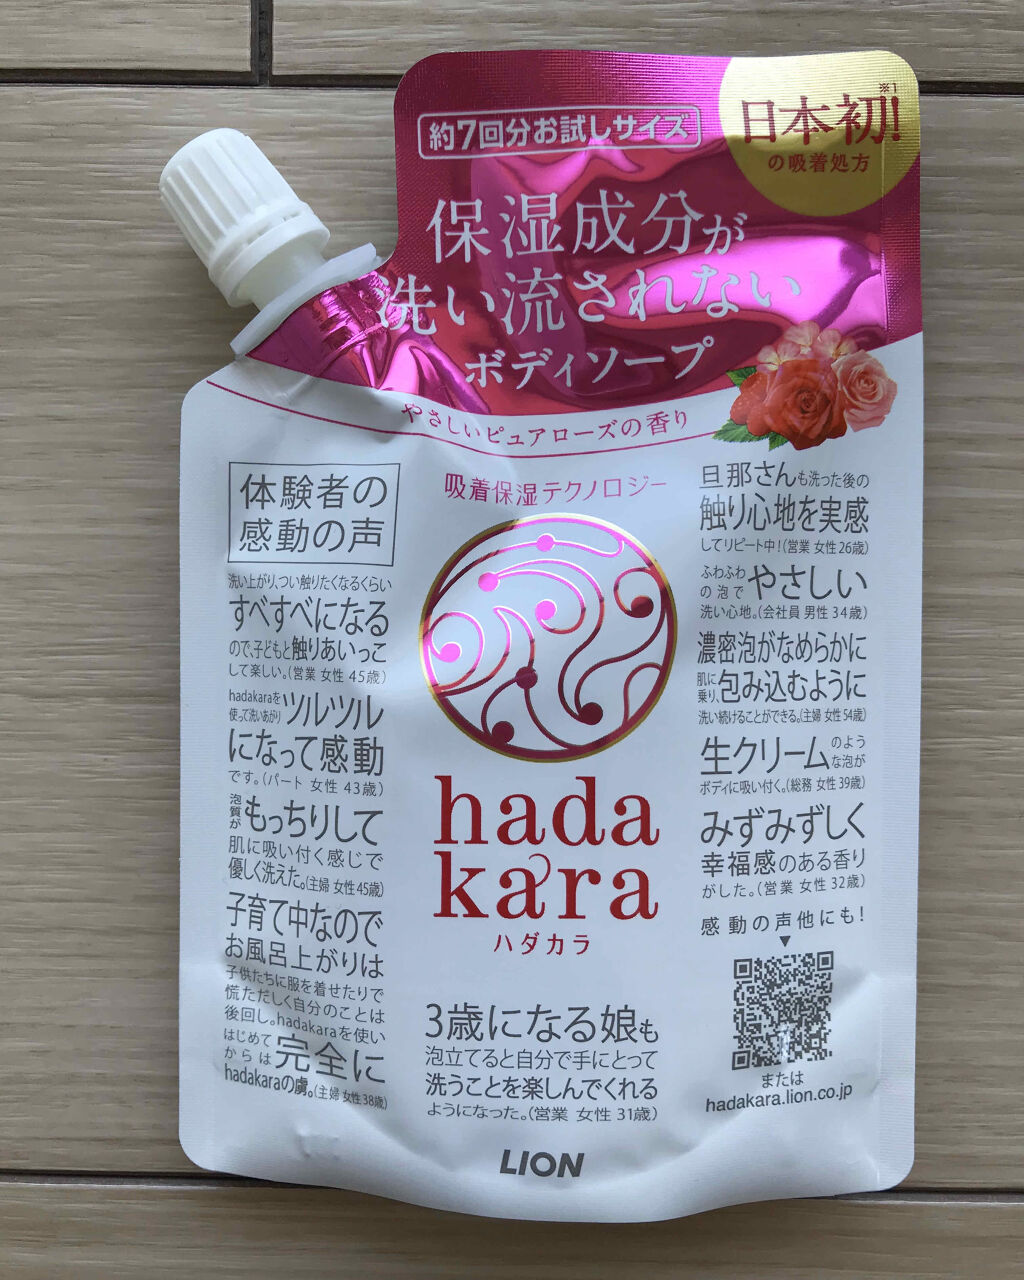 約7回分お試しサイズ
日本初!
※1
の吸着処方
保湿成分が
洗い流されない
ボディソープ
やさしいピュアローズの香り
体験者の
感動の声
洗い上がり、つい触りたくなるくらい
すべすべになる
ので、子どもと触りあいっこ
して楽しい。(営業 女性 45歳)
hadakaraを
使って洗いあがり ツルツル
になって感動
です。(パート 女性 43歳)
泡質が もっちりして
肌に吸い付く感じで
優しく洗えた。(主婦 女性 45歳)
子育て中なので
お風呂上がりは
子供たちに服を着せたりで
慌ただしく自分のことは
後回し。hadakaraを使い
はじめて
からは 完全に
hadakaraの虜。(主婦 女性 38歳)
吸着保湿テクノロジー
hada
kara
ハダカラ
3歳になる娘も
泡立てると自分で手にとって
洗うことを楽しんでくれる
ようになった。(営業 女性 31歳)
旦那さんも洗った後の
触り心地を実感
してリピート中!(営業 女性 26歳)
ふわふわ
の泡で やさしい
洗い心地。(会社員 男性 34歳)
濃密泡がなめらかに
肌に
乗り、包み込むように
洗い続けることができる。(主婦 女性 54歳)
生クリームのよう
な泡が
ボディに吸い付く。(総務 女性 39歳)
みずみずしく
幸福感のある香り
がした。(営業 女性 32歳)
感動の声他にも!
または
hadakara.lion.co.jp
LION